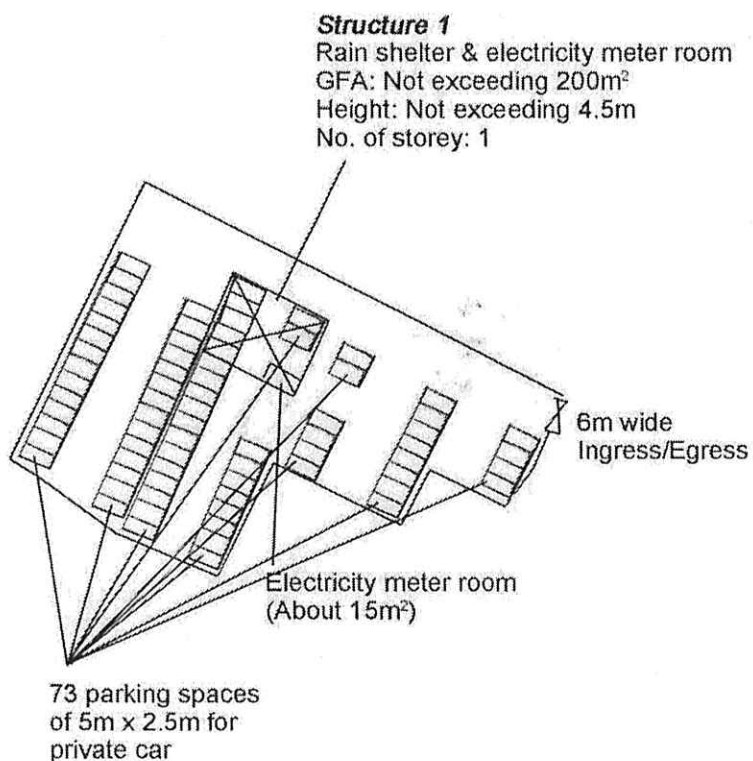 Structure 1
Rain shelter & electricity meter room
GFA: Not exceeding 200m²
Height: Not exceeding 4.5m
No. of storey: 1
6m wide
Ingress/Egress
Electricity meter room
(About 15m²)
73 parking spaces
of 5m x 2.5m for
private car